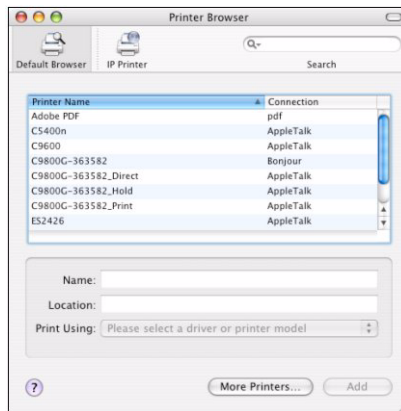 Printer Browser
Default Browser
IP Printer
Search
Printer Name Connection
Adobe PDF pdf
C5400n AppleTalk
C9600 AppleTalk
C9800G-363582 Bonjour
C9800G-363582_Direct AppleTalk
C9800G-363582_Hold AppleTalk
C9800G-363582_Print AppleTalk
ES2426 AppleTalk
Name:
Location:
Print Using: Please select a driver or printer model
? More Printers... Add